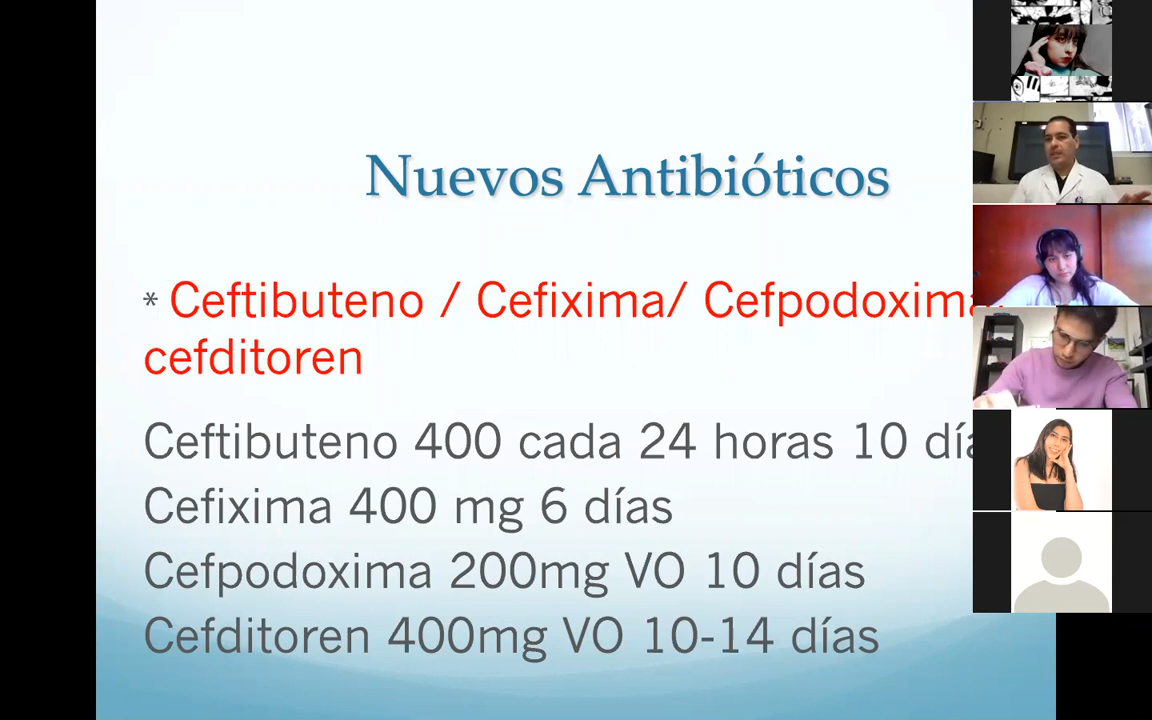 Nuevos Antibióticos
* Ceftibuteno / Cefixima/ Cefpodoxima
cefditoren
Ceftibuteno 400 cada 24 horas 10
Cefixima 400 mg 6 días
Cefpodoxima 200mg VO 10 días
Cefditoren 400mg VO 10-14 días